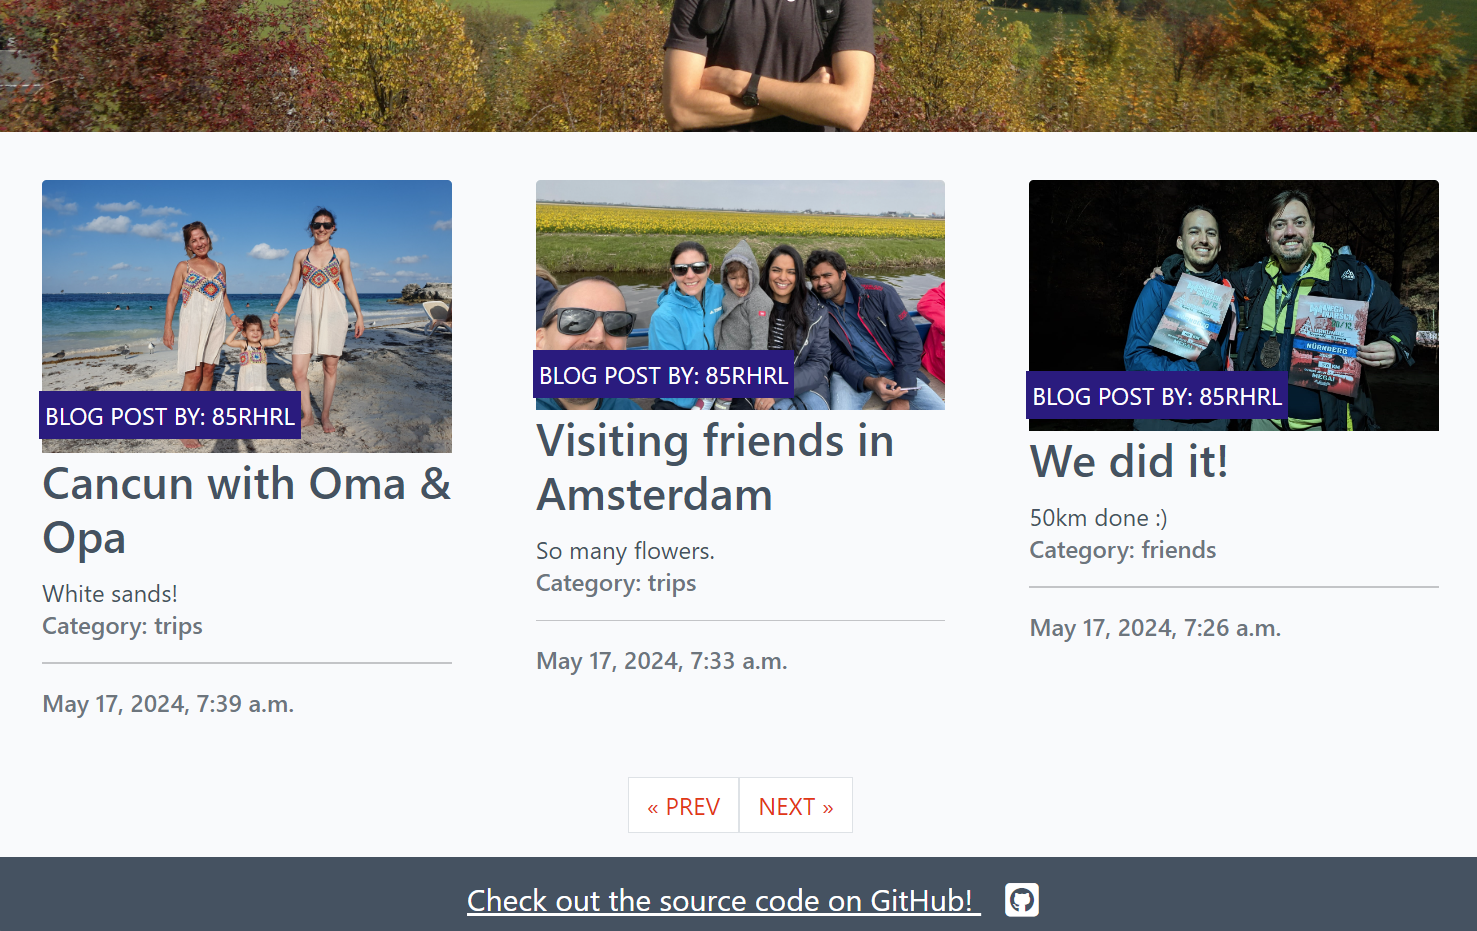 BLOG POST BY: 85RHRL
Cancun with Oma &
Opa
White sands!
Category: trips
May 17, 2024, 7:39 a.m.
BLOG POST BY: 85RHRL
Visiting friends in
Amsterdam
So many flowers.
Category: trips
May 17, 2024, 7:33 a.m.
NÜRNBERG
BLOG POST BY: 85RHRL
We did it!
50km done :)
Category: friends
May 17, 2024, 7:26 a.m.
« PREV
NEXT »
Check out the source code on GitHub!